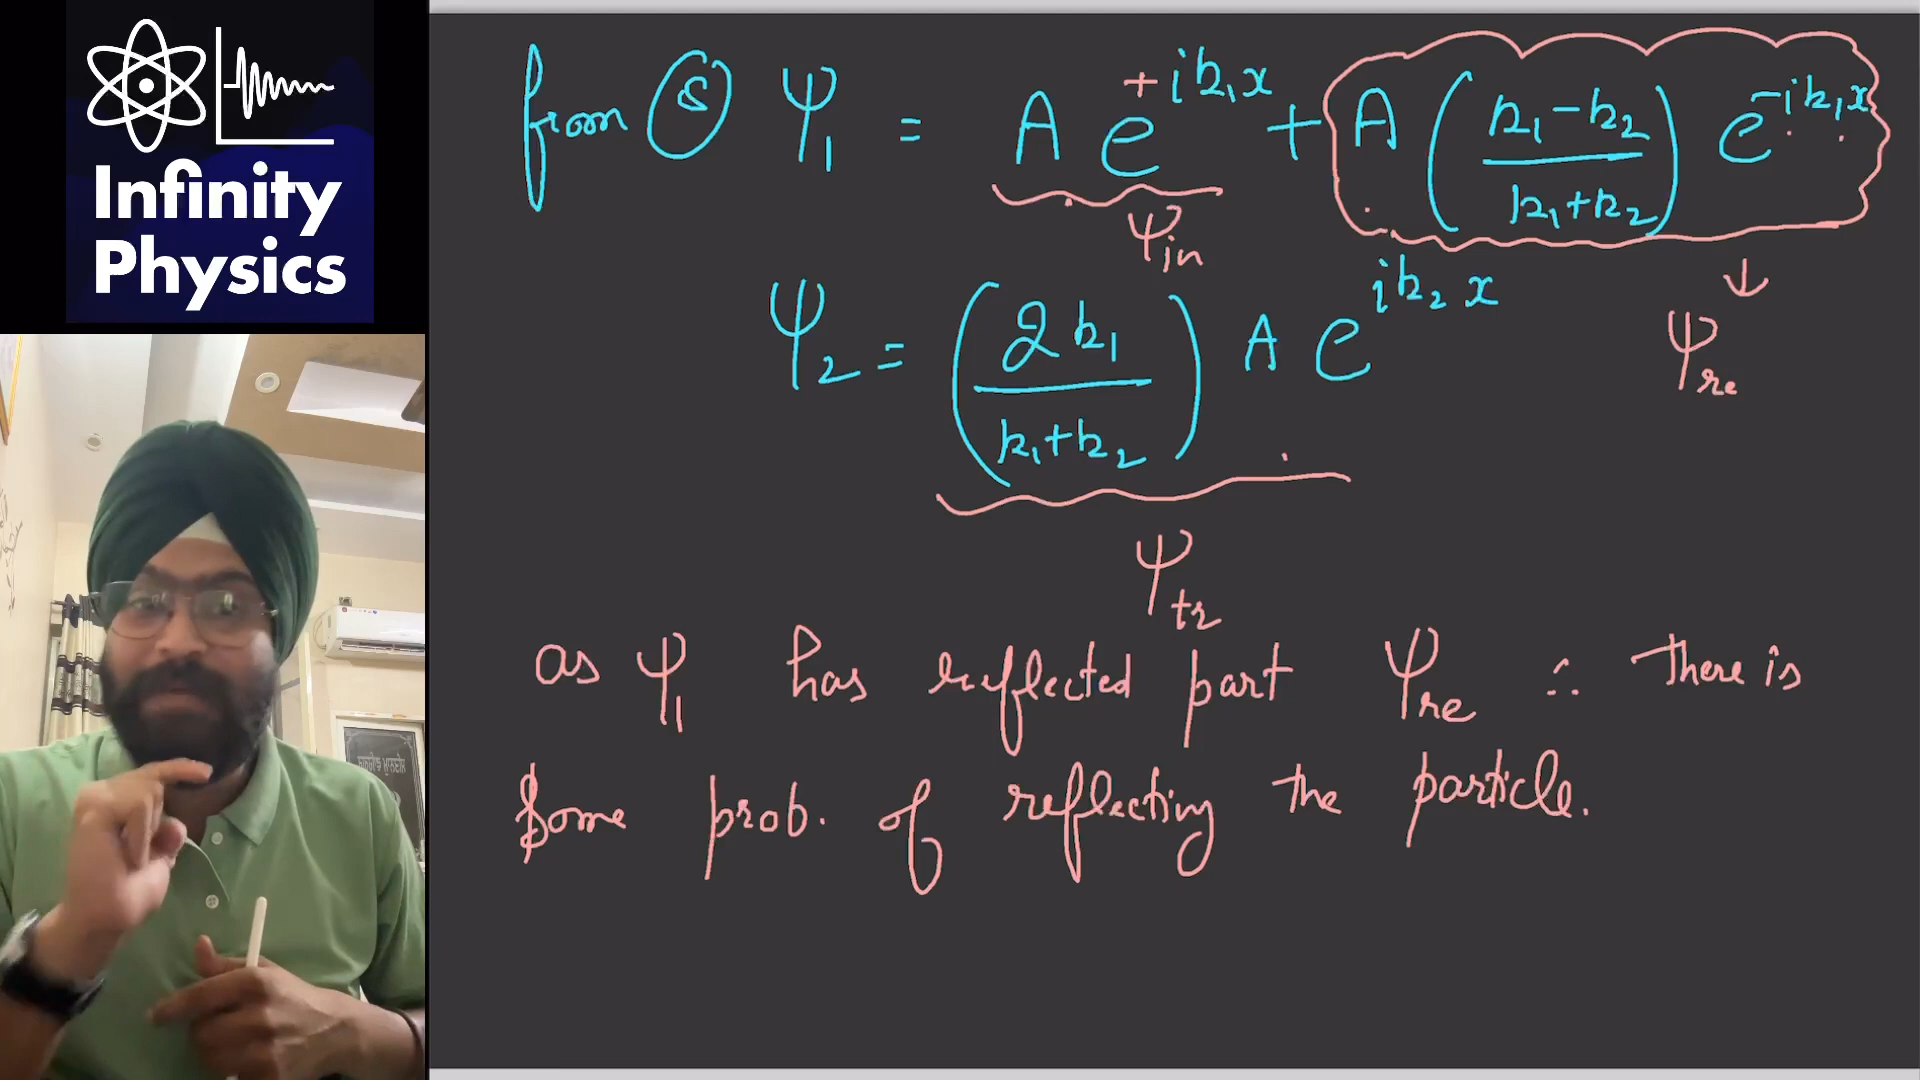 Infinity
Physics
from (5) ψ₁ = A e^{+ik₁x} + A ((k₁-k₂)/(k₁+k₂)) e^{-ik₁x}
ψin
ψre
ψ₂ = (2k₁/(k₁+k₂)) A e^{ik₂x}
ψtr
as ψ₁ has reflected part ψre ∴ there is
some prob. of reflecting the particle.